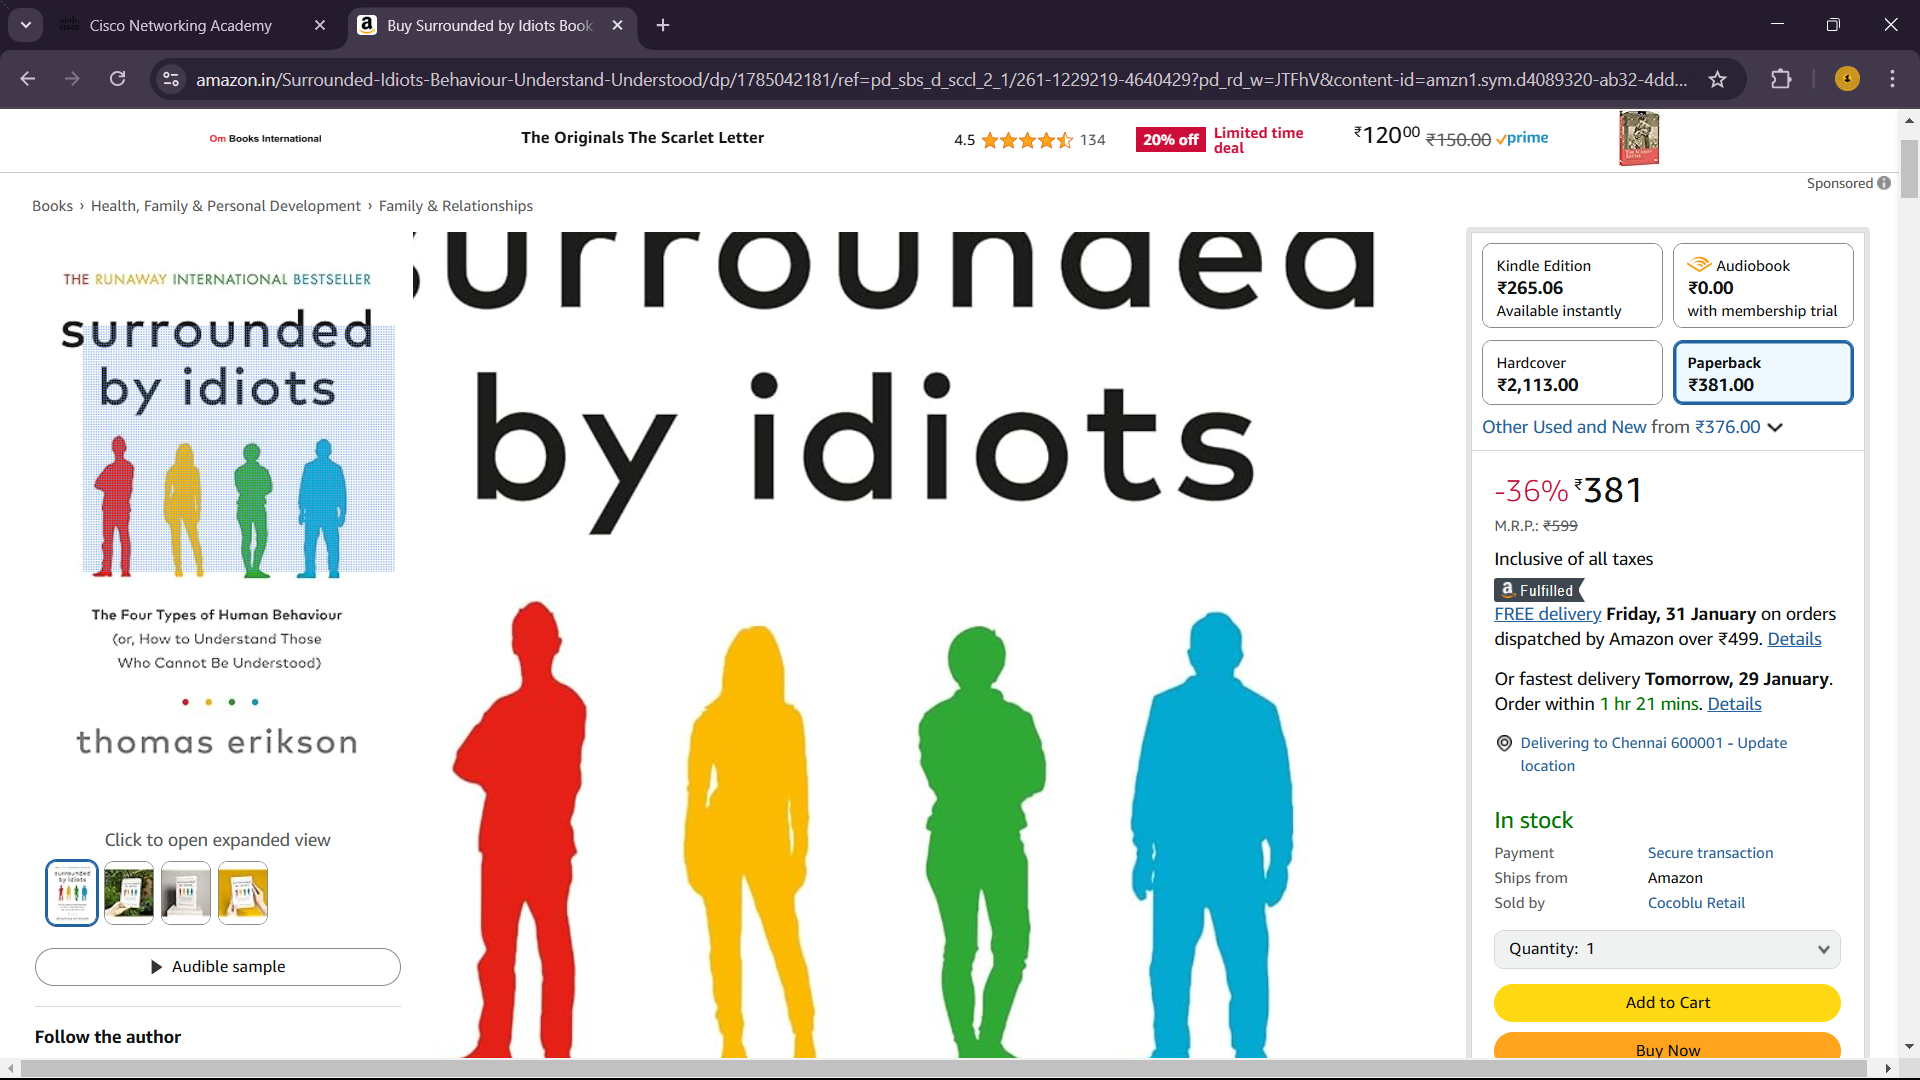 Cisco Networking Academy
Buy Surrounded by Idiots Book
amazon.in/Surrounded-Idiots-Behaviour-Understand-Understood/dp/1785042181/ref=pd_sbs_d_sccl_2_1/261-1229219-4640429?pd_rd_w=JTFhV&content-id=amzn1.sym.d4089320-ab32-4dd...
Om Books International
The Originals The Scarlet Letter
4.5 134
20% off Limited time deal
₹120⁰⁰ ₹150.00 prime
Sponsored
Books › Health, Family & Personal Development › Family & Relationships
THE RUNAWAY INTERNATIONAL BESTSELLER
surrounded
by idiots
The Four Types of Human Behaviour
(or, How to Understand Those
Who Cannot Be Understood)
thomas erikson
Click to open expanded view
Audible sample
Follow the author
surrounded
by idiots
Kindle Edition
₹265.06
Available instantly
Audiobook
₹0.00
with membership trial
Hardcover
₹2,113.00
Paperback
₹381.00
Other Used and New from ₹376.00
-36% ₹381
M.R.P.: ₹599
Inclusive of all taxes
a Fulfilled
FREE delivery Friday, 31 January on orders
dispatched by Amazon over ₹499. Details
Or fastest delivery Tomorrow, 29 January.
Order within 1 hr 21 mins. Details
Delivering to Chennai 600001 - Update
location
In stock
Payment Secure transaction
Ships from Amazon
Sold by Cocoblu Retail
Quantity: 1
Add to Cart
Buy Now